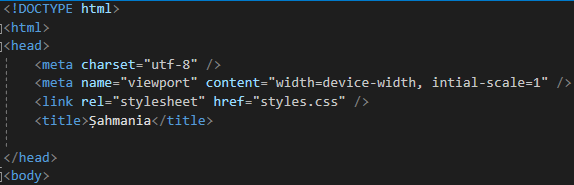 <!DOCTYPE html>
<html>
<head>
<meta charset="utf-8" />
<meta name="viewport" content="width=device-width, intial-scale=1" />
<link rel="stylesheet" href="styles.css" />
<title>Șahmania</title>
</head>
<body>